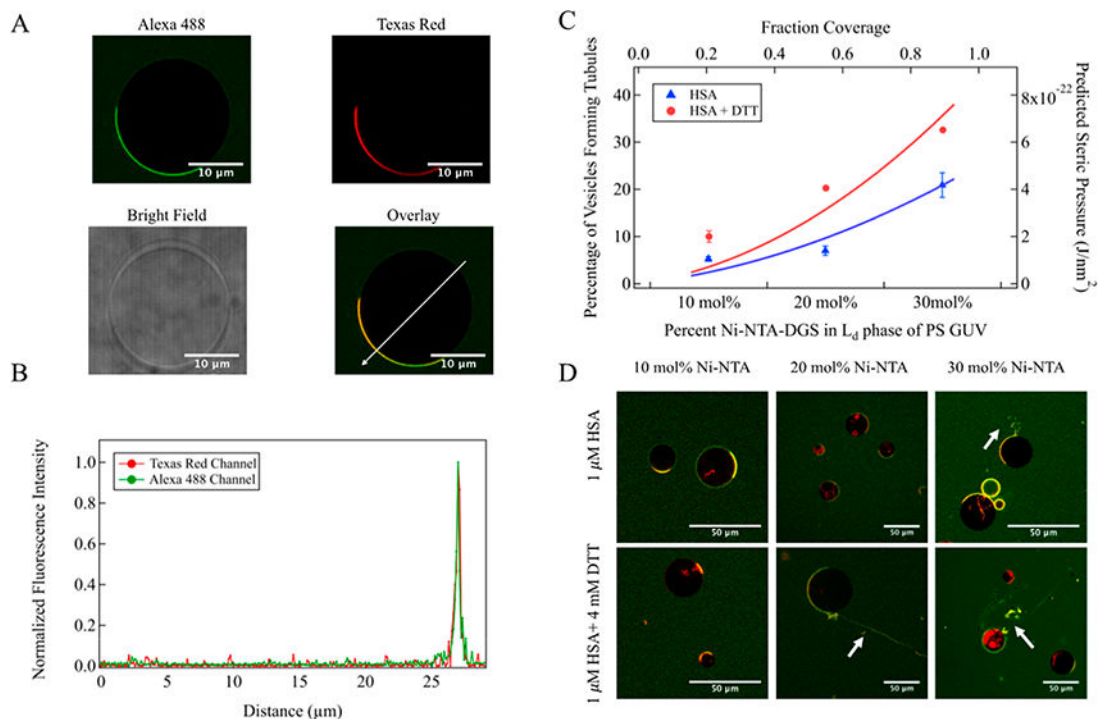 A
Alexa 488
Texas Red
10 µm
10 µm
Bright Field
Overlay
10 µm
10 µm
B
Normalized Fluorescence Intensity
1.0
0.8
0.6
0.4
0.2
0.0
Texas Red Channel
Alexa 488 Channel
0 5 10 15 20 25
Distance (µm)
C
Fraction Coverage
0.0 0.2 0.4 0.6 0.8 1.0
Percentage of Vesicles Forming Tubules
40
30
20
10
0
HSA
HSA + DTT
8x10-22
6
4
2
0
Predicted Steric Pressure (J/nm2)
10 mol% 20 mol% 30mol%
Percent Ni-NTA-DGS in Ld phase of PS GUV
D
10 mol% Ni-NTA 20 mol% Ni-NTA 30 mol% Ni-NTA
1 µM HSA
50 µm 50 µm 50 µm
1 µM HSA+ 4 mM DTT
50 µm 50 µm 50 µm